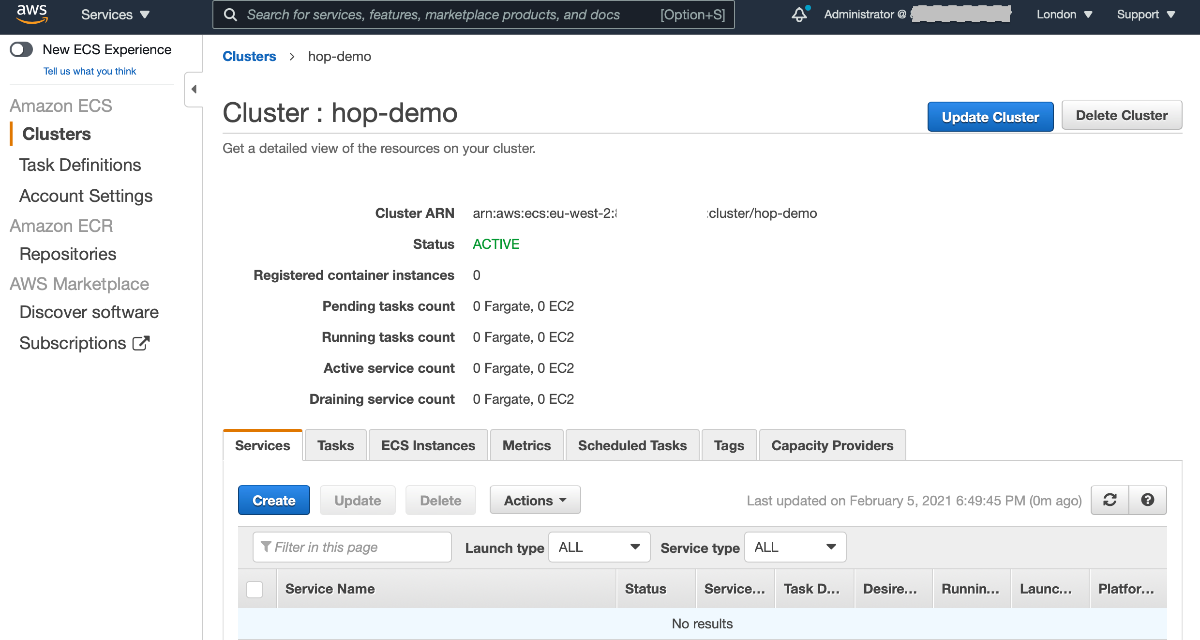 aws Services Search for services, features, marketplace products, and docs [Option+S] Administrator @ London Support
New ECS Experience
Tell us what you think
Amazon ECS
Clusters
Task Definitions
Account Settings
Amazon ECR
Repositories
AWS Marketplace
Discover software
Subscriptions
Clusters > hop-demo
Cluster : hop-demo
Update Cluster Delete Cluster
Get a detailed view of the resources on your cluster.
Cluster ARN arn:aws:ecs:eu-west-2: :cluster/hop-demo
Status ACTIVE
Registered container instances 0
Pending tasks count 0 Fargate, 0 EC2
Running tasks count 0 Fargate, 0 EC2
Active service count 0 Fargate, 0 EC2
Draining service count 0 Fargate, 0 EC2
Services Tasks ECS Instances Metrics Scheduled Tasks Tags Capacity Providers
Create Update Delete Actions Last updated on February 5, 2021 6:49:45 PM (0m ago)
Filter in this page Launch type ALL Service type ALL
Service Name Status Service... Task D... Desire... Runnin... Launc... Platfor...
No results